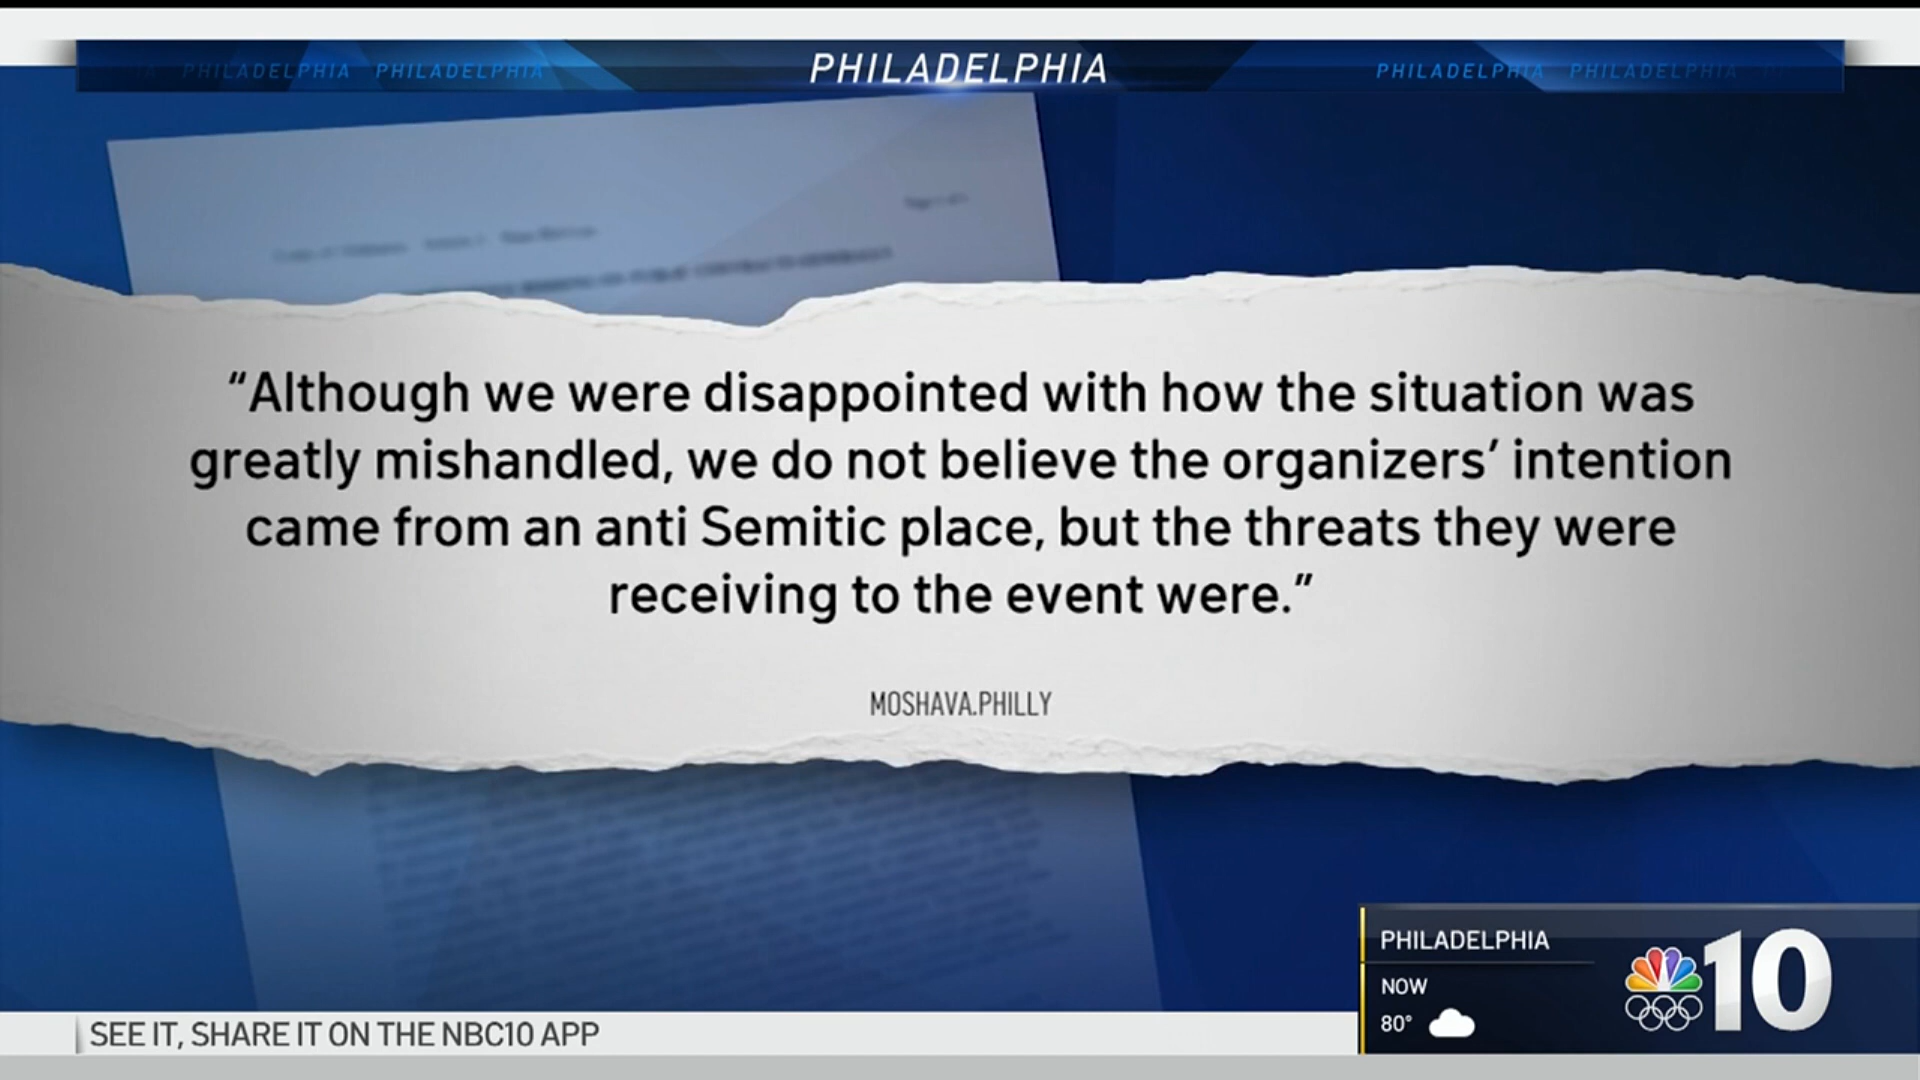 PHILADELPHIA PHILADELPHIA PHILADELPHIA PHILADELPHIA PHILADELPHIA
“Although we were disappointed with how the situation was
greatly mishandled, we do not believe the organizers’ intention
came from an anti Semitic place, but the threats they were
receiving to the event were.”
MOSHAVA.PHILLY
PHILADELPHIA
NOW
80°
10
SEE IT, SHARE IT ON THE NBC10 APP